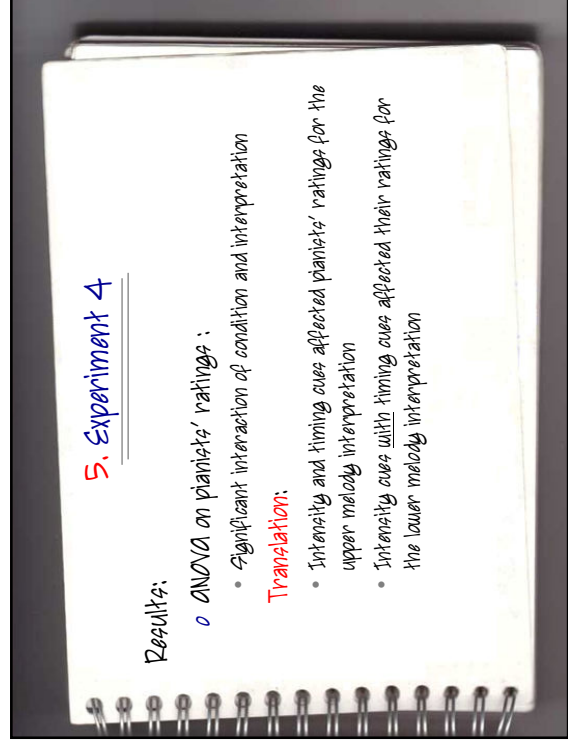 5. Experiment 4
Results:
o ANOVA on pianists' ratings :
• Significant interaction of condition and interpretation
Translation:
• Intensity and timing cues affected pianists' ratings for the
upper melody interpretation
• Intensity cues with timing cues affected their ratings for
the lower melody interpretation